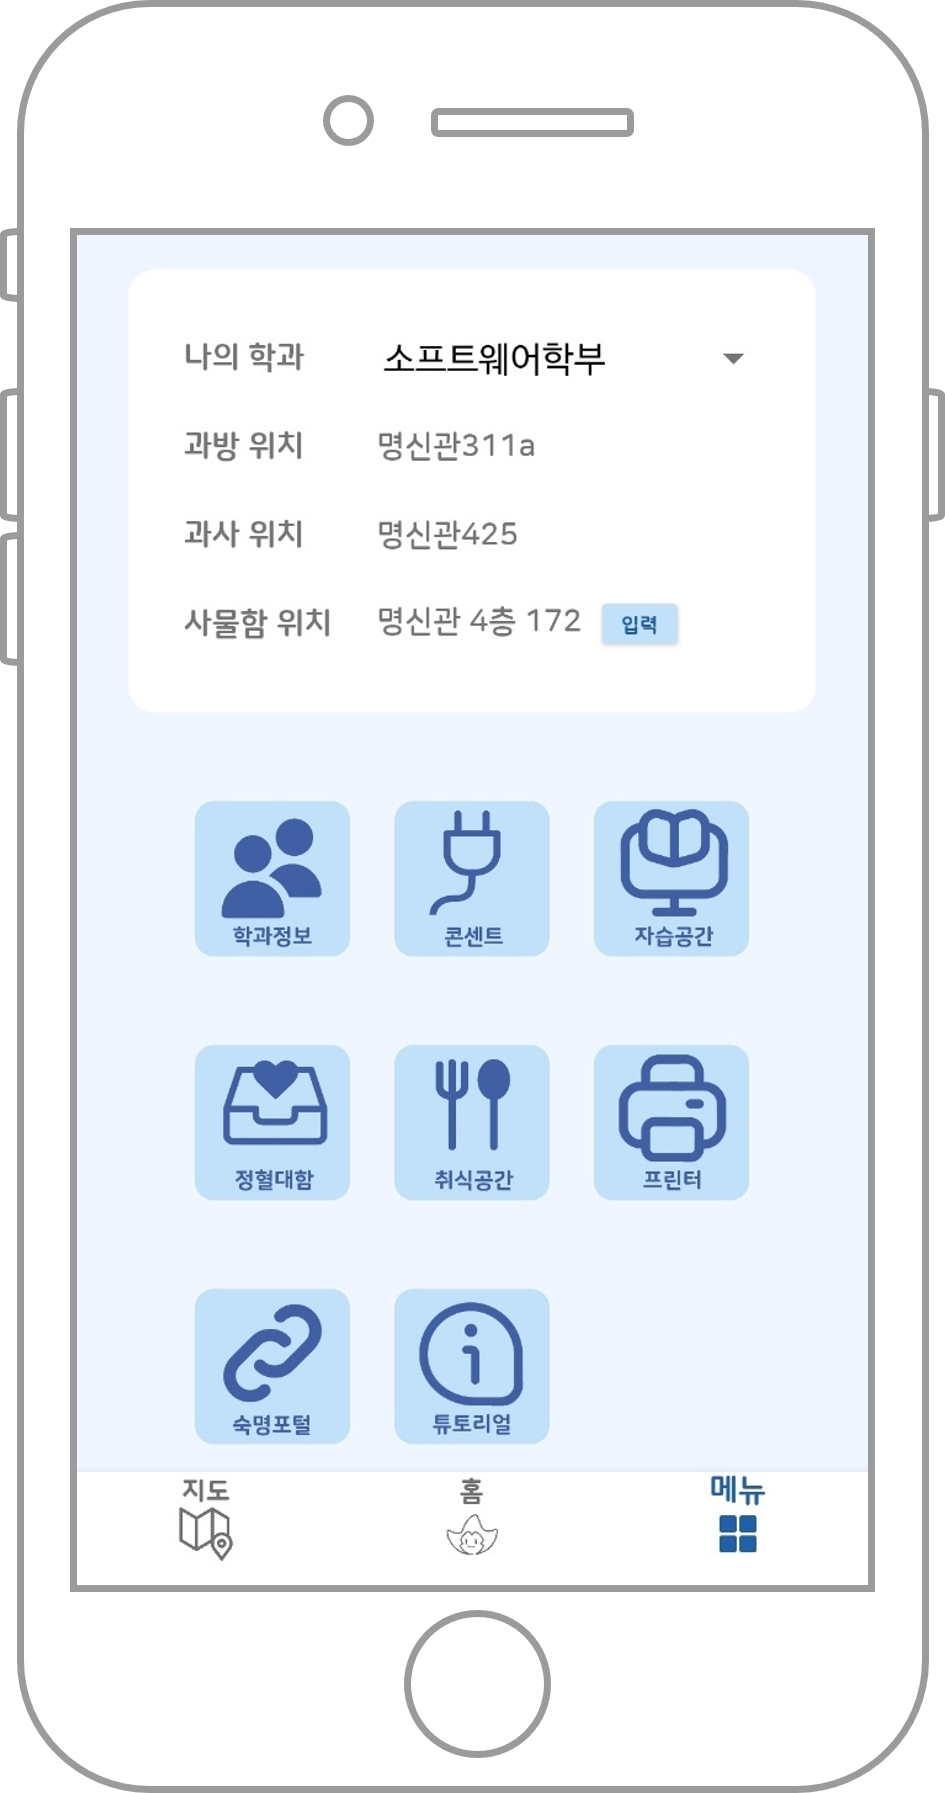 나의 학과 소프트웨어학부
과방 위치 명신관311a
과사 위치 명신관425
사물함 위치 명신관 4층 172 입력
학과정보 콘센트 자습공간
정혈대함 취식공간 프린터
숙명포털 튜토리얼
지도 홈 메뉴